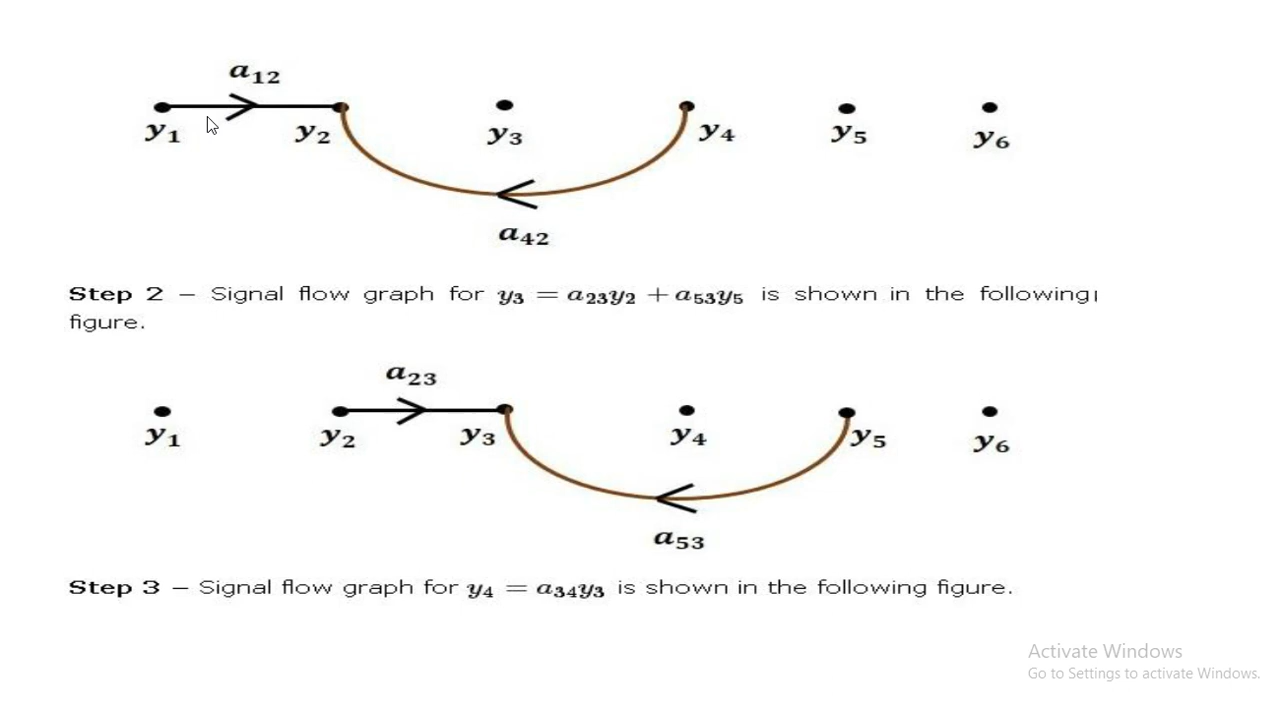 a₁₂
y₁ y₂ y₃ y₄ y₅ y₆
a₄₂
Step 2 – Signal flow graph for y₃ = a₂₃y₂ + a₅₃y₅ is shown in the following
figure.
a₂₃
y₁ y₂ y₃ y₄ y₅ y₆
a₅₃
Step 3 – Signal flow graph for y₄ = a₃₄y₃ is shown in the following figure.
Activate Windows
Go to Settings to activate Windows.